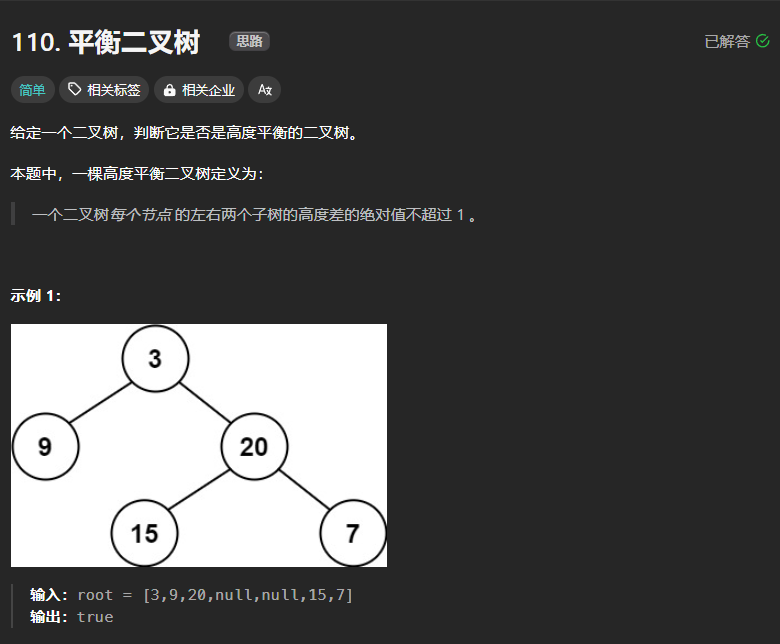 110. 平衡二叉树 思路 已解答
简单 相关标签 相关企业 Az
给定一个二叉树，判断它是否是高度平衡的二叉树。
本题中，一棵高度平衡二叉树定义为：
一个二叉树每个节点 的左右两个子树的高度差的绝对值不超过 1 。
示例 1：
3
9 20
15 7
输入：root = [3,9,20,null,null,15,7]
输出：true